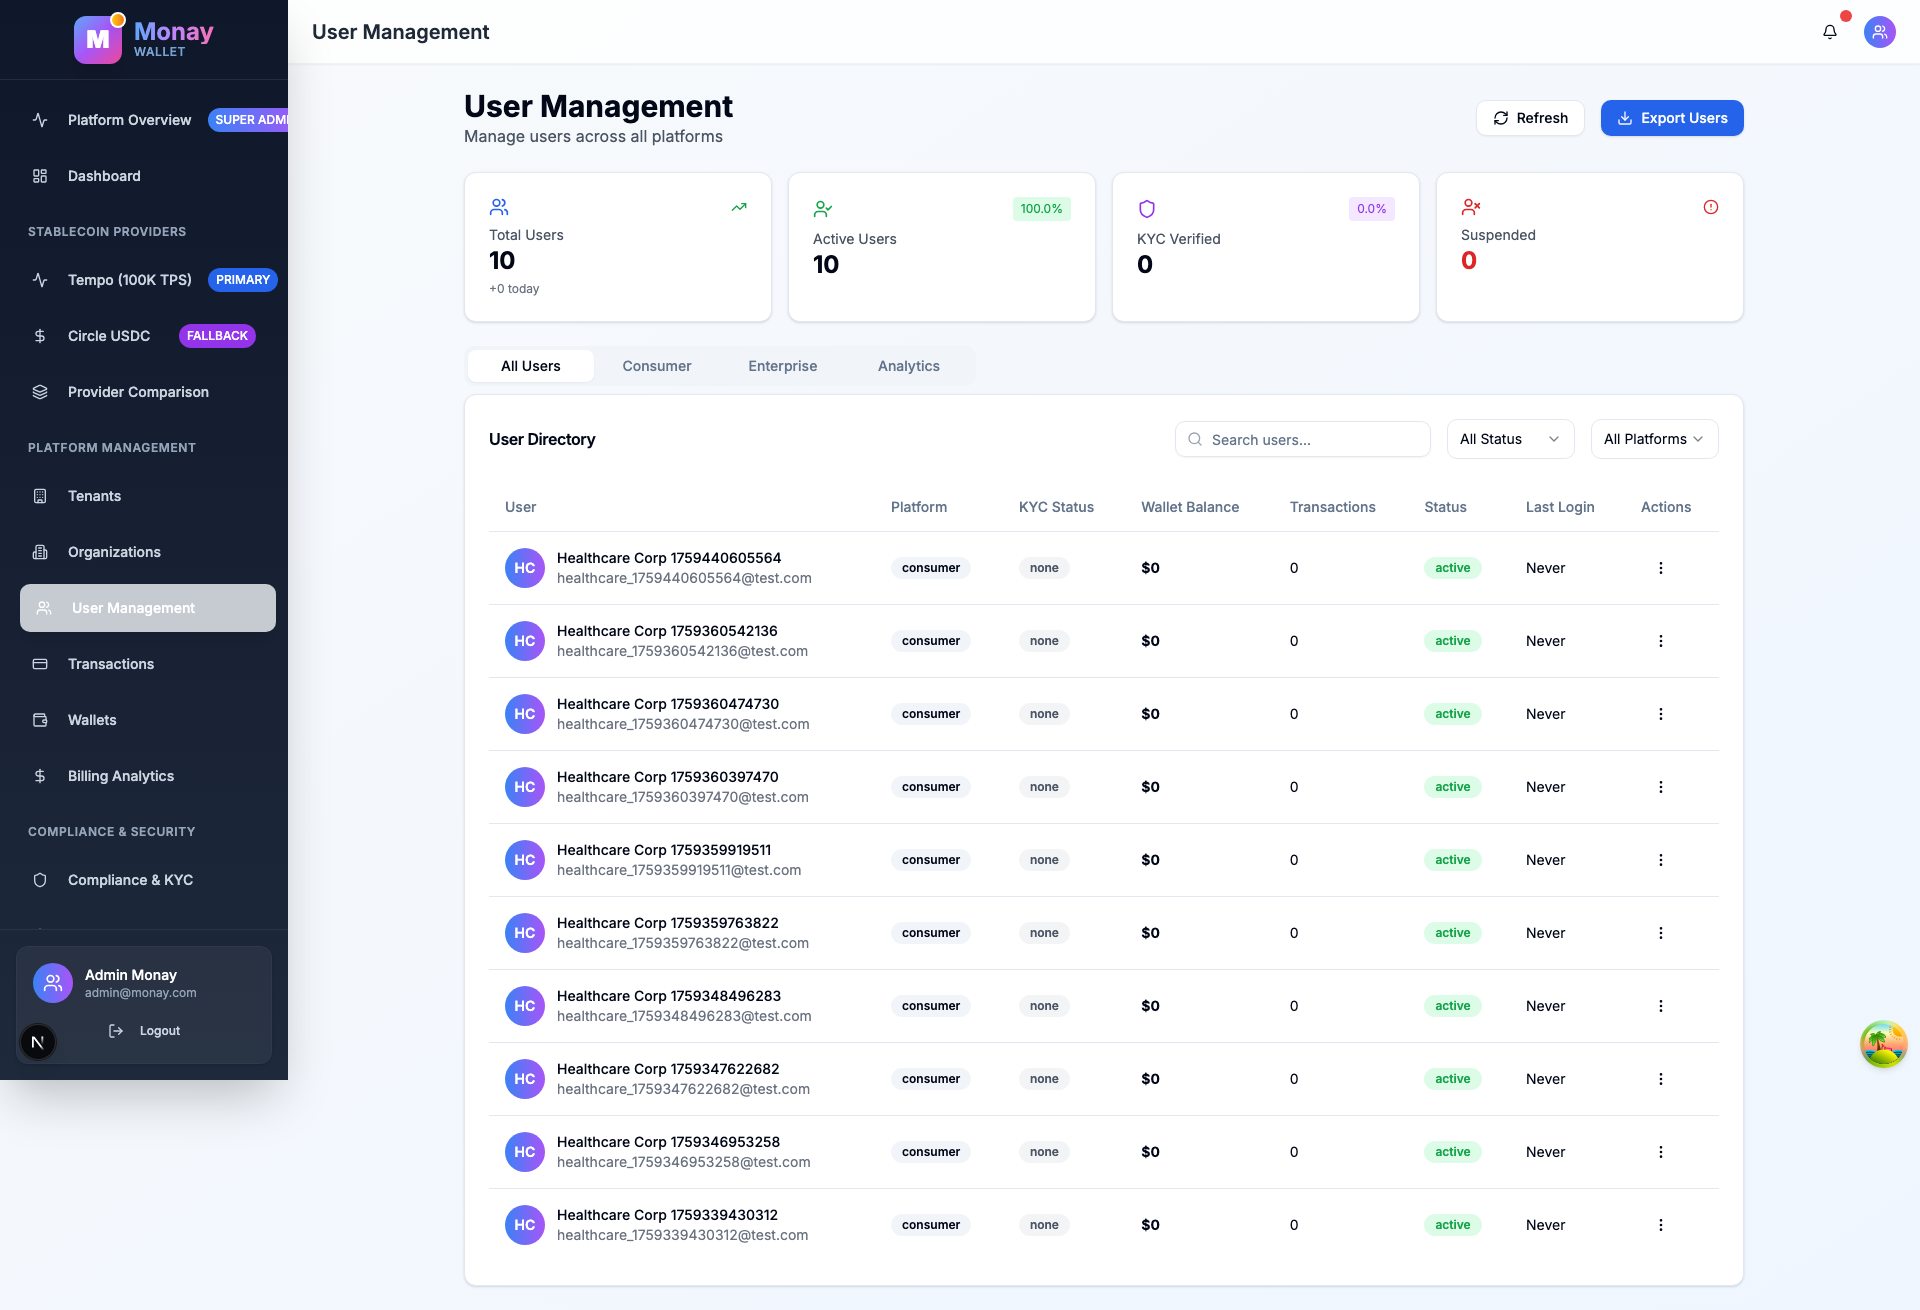 M
Monay
WALLET
Platform Overview
SUPER ADMI
Dashboard
STABLECOIN PROVIDERS
Tempo (100K TPS)
PRIMARY
Circle USDC
FALLBACK
Provider Comparison
PLATFORM MANAGEMENT
Tenants
Organizations
User Management
Transactions
Wallets
Billing Analytics
COMPLIANCE & SECURITY
Compliance & KYC
Admin Monay
admin@monay.com
Logout
N
User Management
User Management
Manage users across all platforms
Refresh
Export Users
Total Users
10
+0 today
100.0%
Active Users
10
0.0%
KYC Verified
0
Suspended
0
All Users Consumer Enterprise Analytics
User Directory
Search users...
All Status
All Platforms
User Platform KYC Status Wallet Balance Transactions Status Last Login Actions
HC Healthcare Corp 1759440605564
healthcare_1759440605564@test.com
consumer none $0 0 active Never
HC Healthcare Corp 1759360542136
healthcare_1759360542136@test.com
consumer none $0 0 active Never
HC Healthcare Corp 1759360474730
healthcare_1759360474730@test.com
consumer none $0 0 active Never
HC Healthcare Corp 1759360397470
healthcare_1759360397470@test.com
consumer none $0 0 active Never
HC Healthcare Corp 1759359919511
healthcare_1759359919511@test.com
consumer none $0 0 active Never
HC Healthcare Corp 1759359763822
healthcare_1759359763822@test.com
consumer none $0 0 active Never
HC Healthcare Corp 1759348496283
healthcare_1759348496283@test.com
consumer none $0 0 active Never
HC Healthcare Corp 1759347622682
healthcare_1759347622682@test.com
consumer none $0 0 active Never
HC Healthcare Corp 1759346953258
healthcare_1759346953258@test.com
consumer none $0 0 active Never
HC Healthcare Corp 1759339430312
healthcare_1759339430312@test.com
consumer none $0 0 active Never